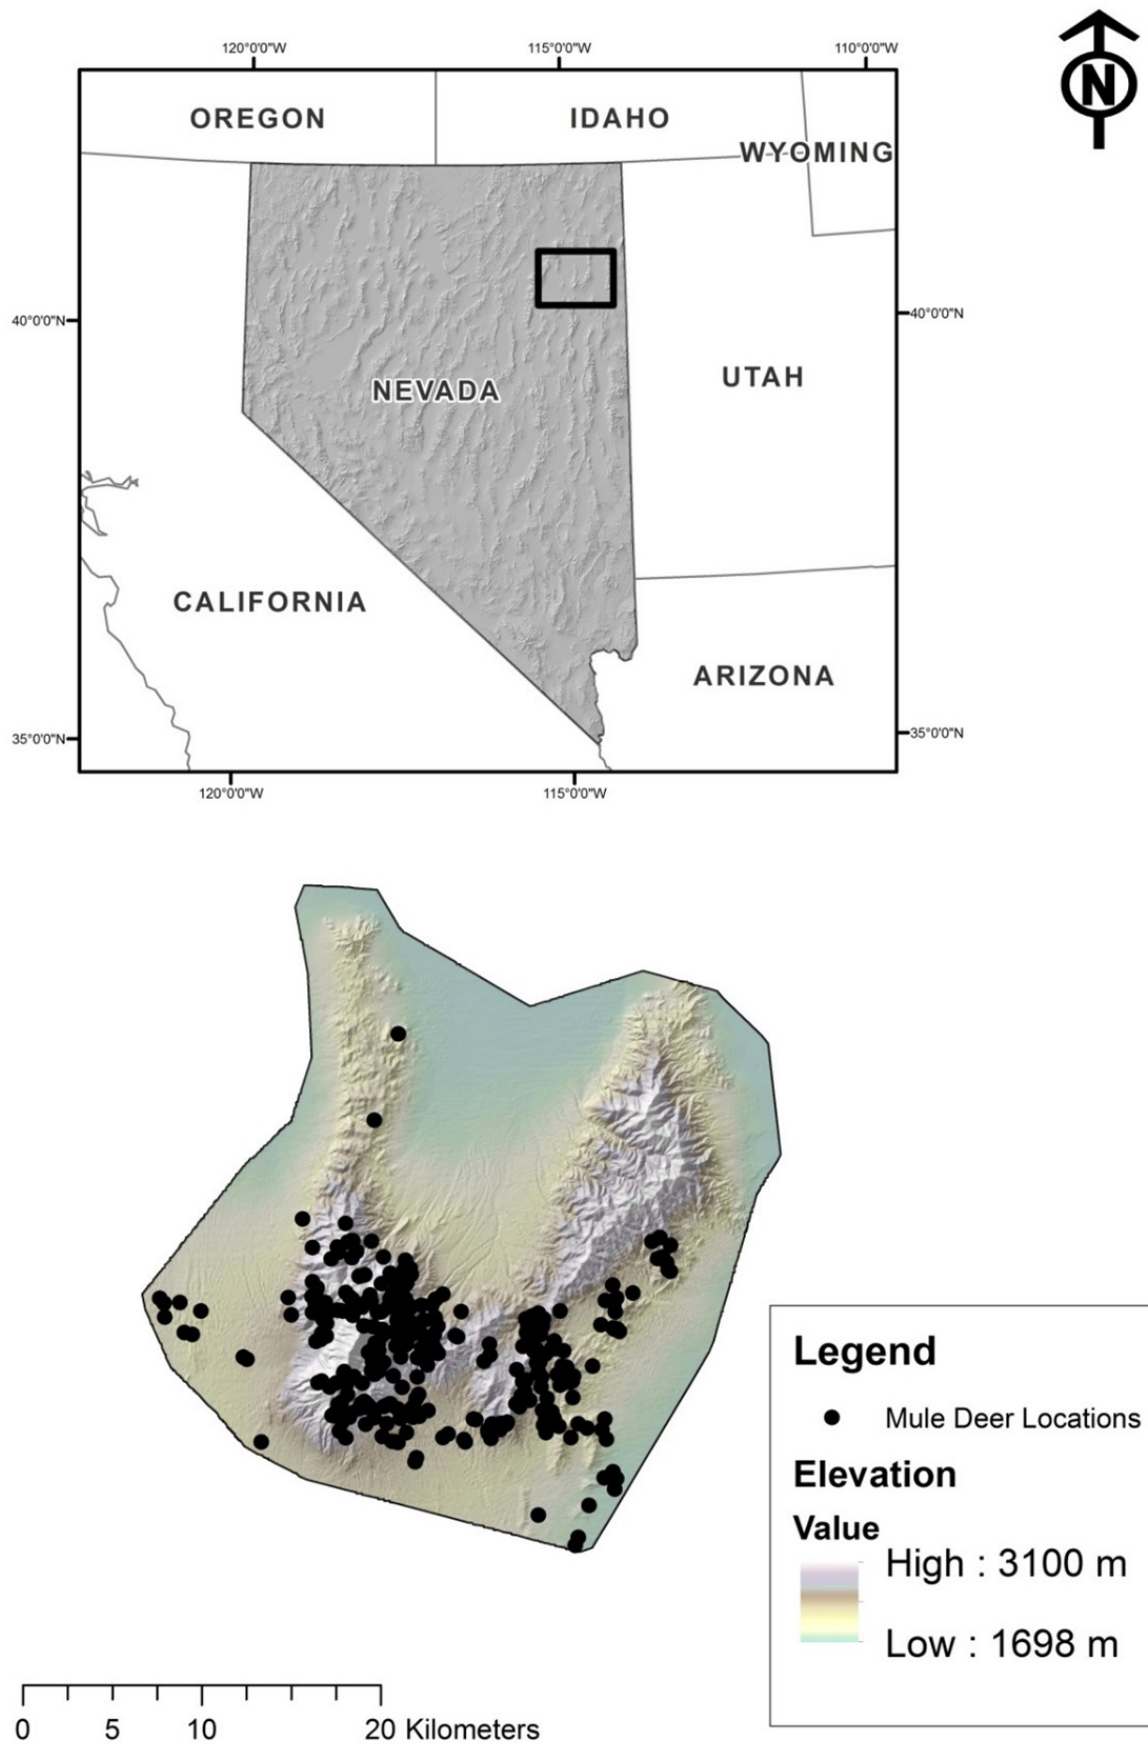 N
120°0'0"W 115°0'0"W 110°0'0"W
OREGON IDAHO
WYOMING
40°0'0"N 40°0'0"N
UTAH
NEVADA
CALIFORNIA
ARIZONA
35°0'0"N 35°0'0"N
120°0'0"W 115°0'0"W
Legend
Mule Deer Locations
Elevation
Value
High : 3100 m
Low : 1698 m
0 5 10 20 Kilometers